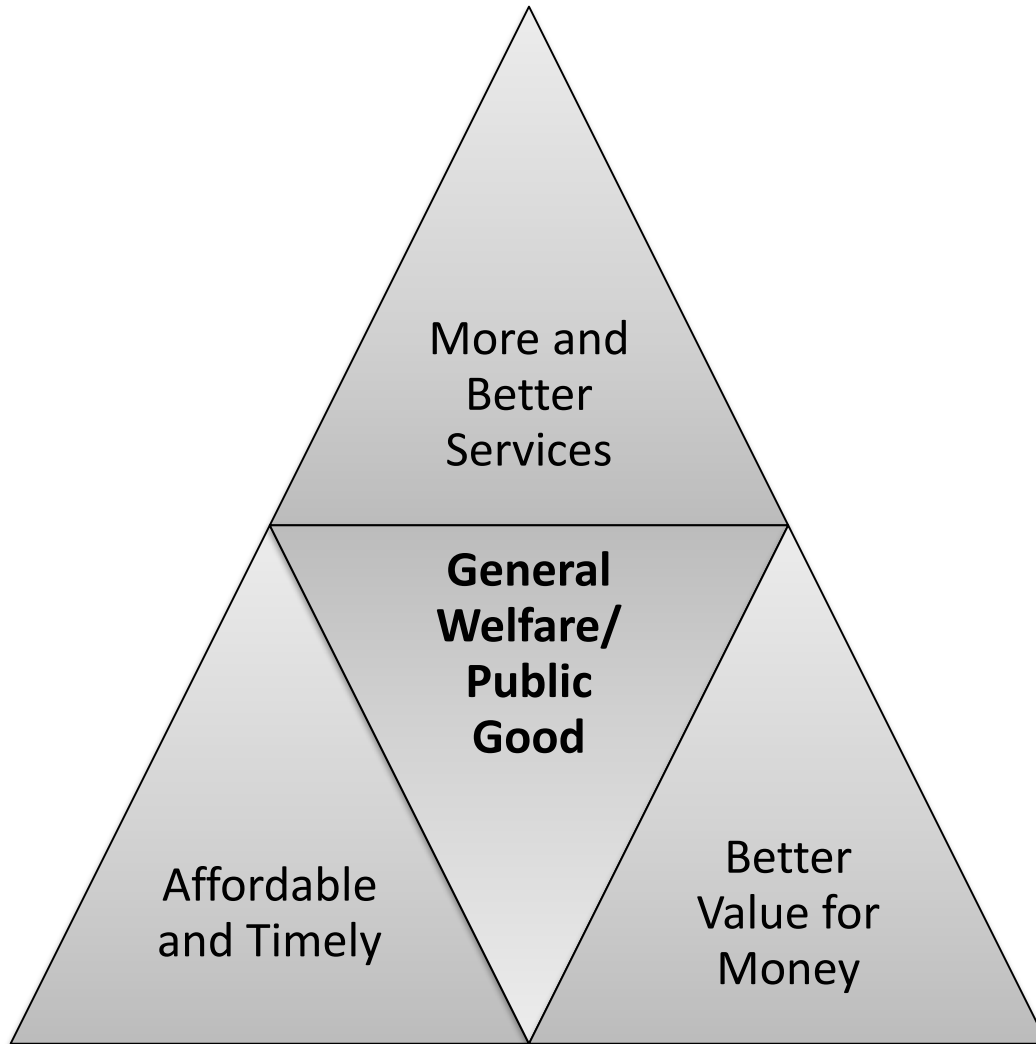 More and
Better
Services
General
Welfare/
Public
Good
Affordable
and Timely
Better
Value for
Money